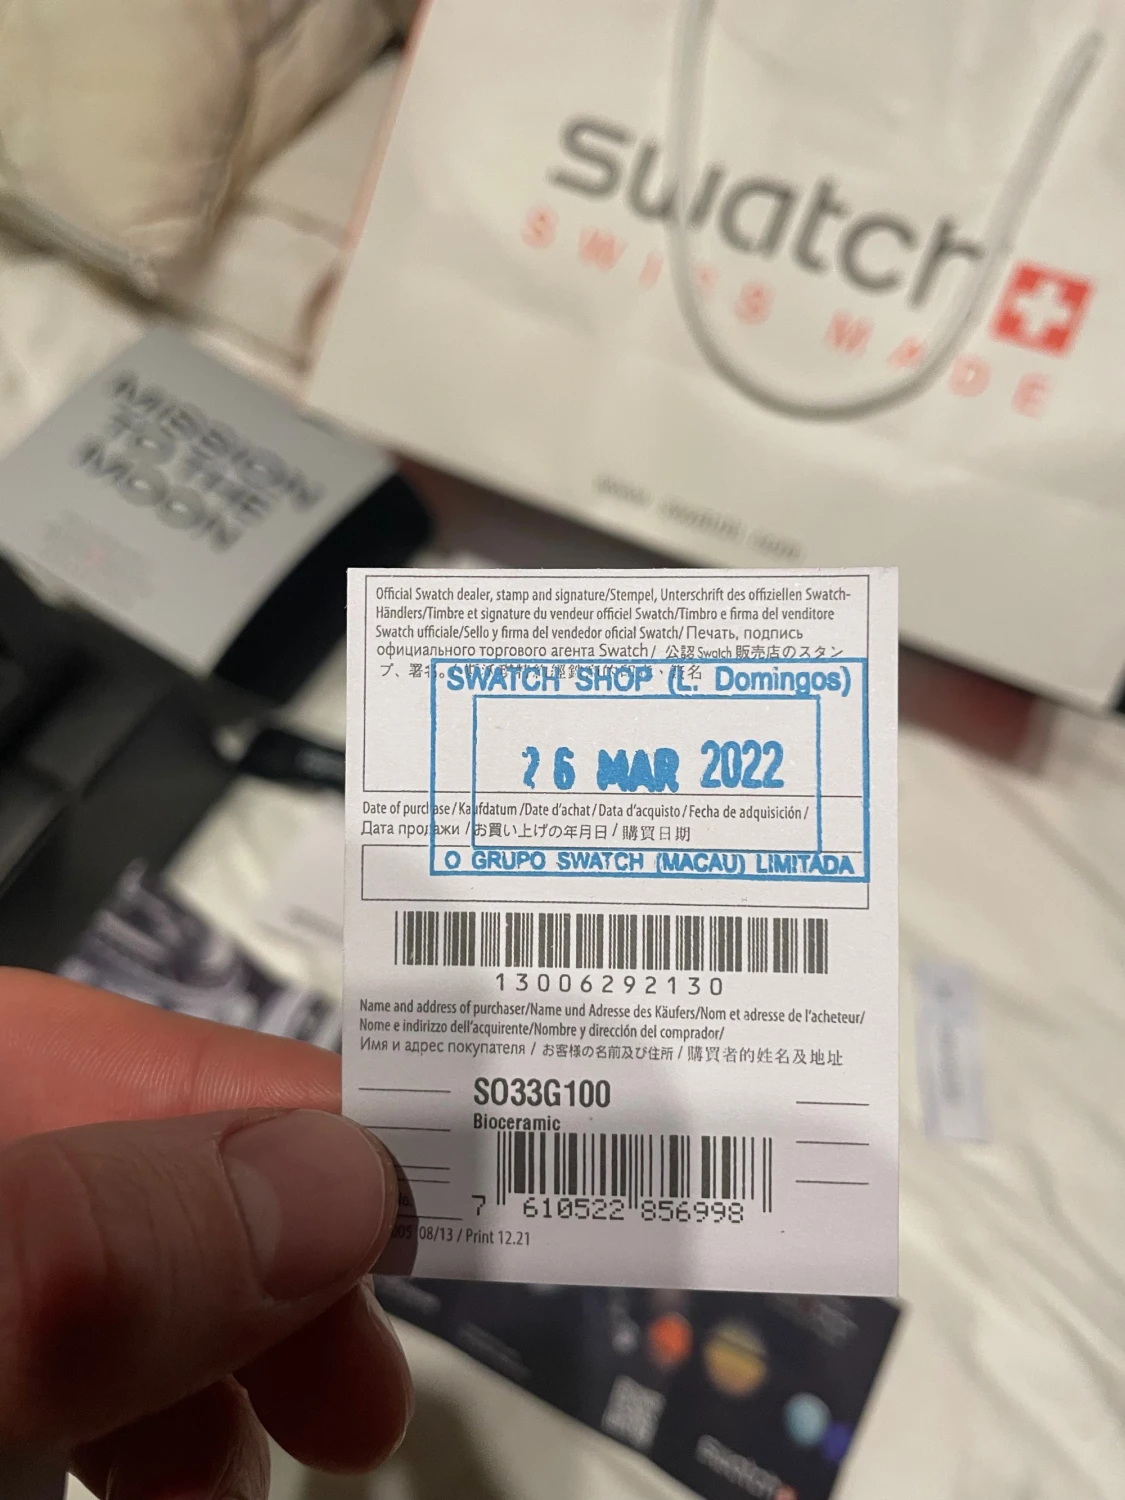 swatch
SWISS MADE
MISSION
TO THE
MOON
Official Swatch dealer, stamp and signature/Stempel, Unterschrift des offiziellen Swatch-
Händlers/Timbre et signature du vendeur officiel Swatch/Timbro e firma del venditore
Swatch ufficiale/Sello y firma del vendedor oficial Swatch/ Печать, подпись
официального торгового агента Swatch/ 公認 Swatch 販売店のスタン
プ、署名。
SWATCH SHOP (L. Domingos)
26 MAR 2022
Date of purchase/Kaufdatum/Date d'achat/Data d'acquisto/Fecha de adquisición/
Дата продажи /お買い上げの年月日/ 購買日期
O GRUPO SWATCH (MACAU) LIMITADA
13006292130
Name and address of purchaser/Name und Adresse des Käufers/Nom et adresse de l'acheteur/
Nome e indirizzo dell'acquirente/Nombre y dirección del comprador/
Имя и адрес покупателя / お客様の名前及び住所 / 購買者的姓名及地址
SO33G100
Bioceramic
7 610522 856998
08/13 / Print 12.21
swatch